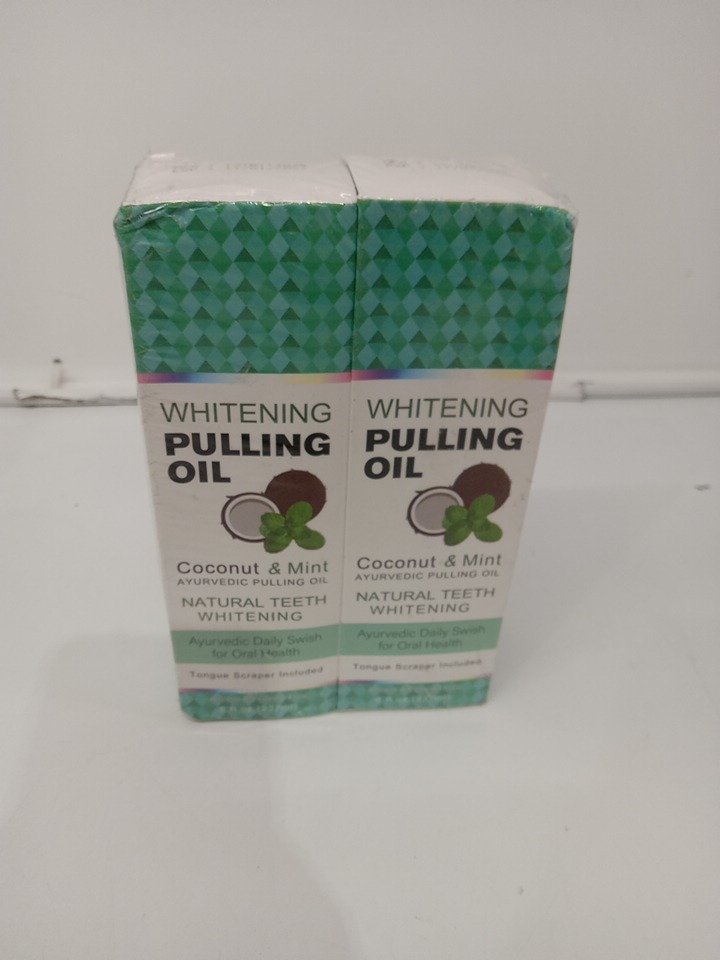 WHITENING
PULLING
OIL
Coconut & Mint
AYURVEDIC PULLING OIL
NATURAL TEETH
WHITENING
Ayurvedic Daily Swish
for Oral Health
Tongue Scraper Included
WHITENING
PULLING
OIL
Coconut & Mint
AYURVEDIC PULLING OIL
NATURAL TEETH
WHITENING
Ayurvedic Daily Swish
for Oral Health
Tongue Scraper Included